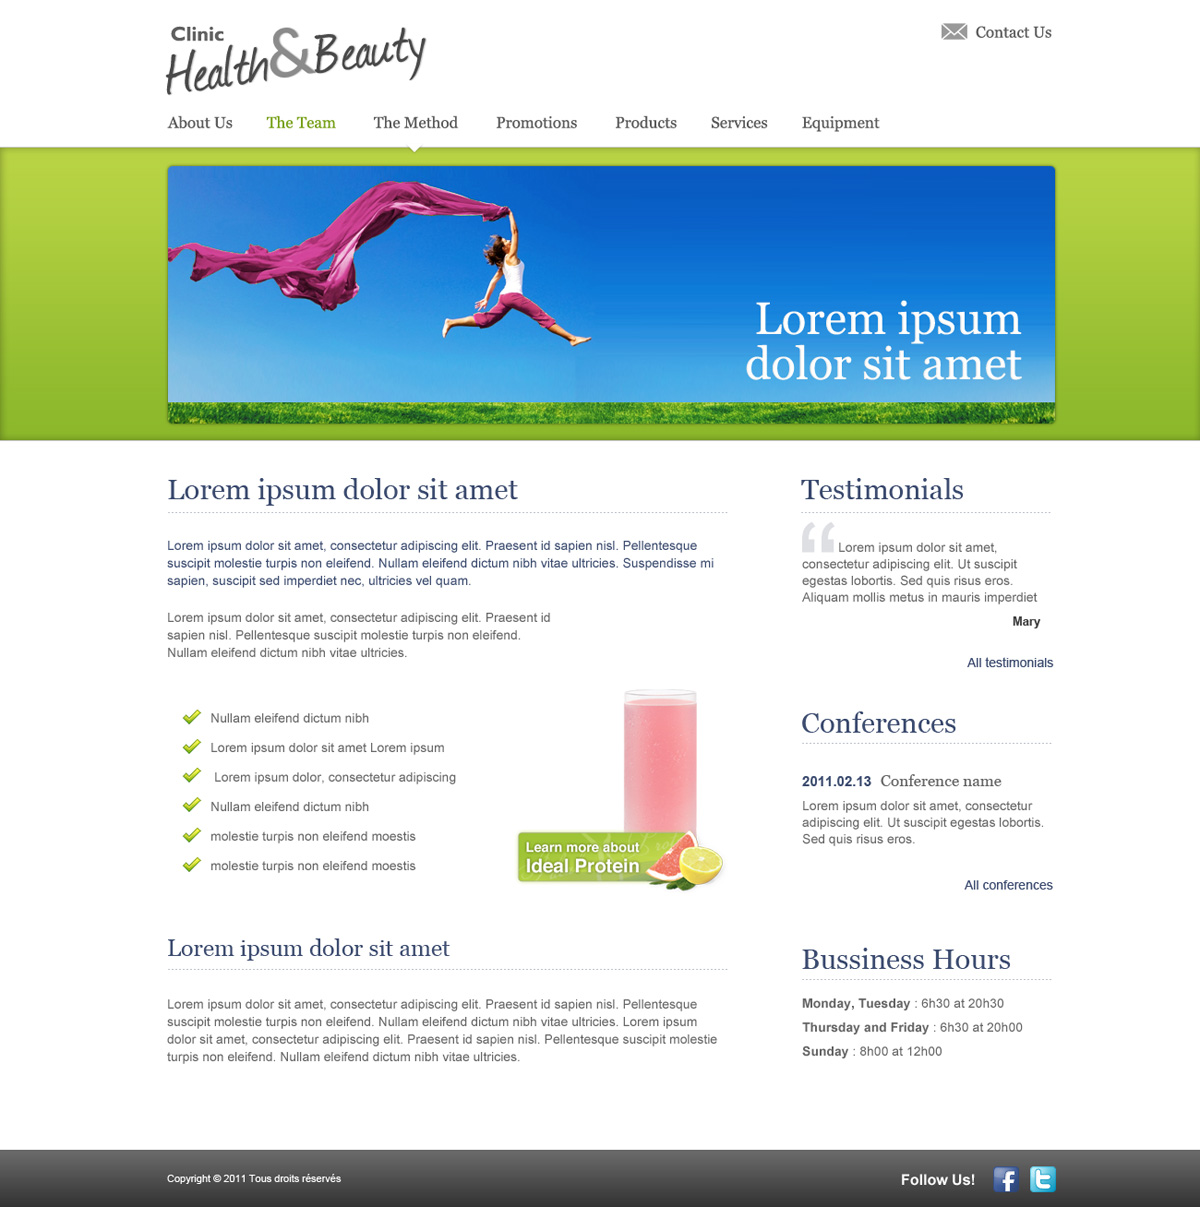 Clinic
Health & Beauty
Contact Us
About Us The Team The Method Promotions Products Services Equipment
Lorem ipsum
dolor sit amet
Lorem ipsum dolor sit amet
Lorem ipsum dolor sit amet, consectetur adipiscing elit. Praesent id sapien nisl. Pellentesque
suscipit molestie turpis non eleifend. Nullam eleifend dictum nibh vitae ultricies. Suspendisse mi
sapien, suscipit sed imperdiet nec, ultricies vel quam.
Lorem ipsum dolor sit amet, consectetur adipiscing elit. Praesent id
sapien nisl. Pellentesque suscipit molestie turpis non eleifend.
Nullam eleifend dictum nibh vitae ultricies.
Nullam eleifend dictum nibh
Lorem ipsum dolor sit amet Lorem ipsum
Lorem ipsum dolor, consectetur adipiscing
Nullam eleifend dictum nibh
molestie turpis non eleifend moestis
molestie turpis non eleifend moestis
Learn more about
Ideal Protein
Lorem ipsum dolor sit amet
Lorem ipsum dolor sit amet, consectetur adipiscing elit. Praesent id sapien nisl. Pellentesque
suscipit molestie turpis non eleifend. Nullam eleifend dictum nibh vitae ultricies. Lorem ipsum
dolor sit amet, consectetur adipiscing elit. Praesent id sapien nisl. Pellentesque suscipit molestie
turpis non eleifend. Nullam eleifend dictum nibh vitae ultricies.
Testimonials
“ Lorem ipsum dolor sit amet,
consectetur adipiscing elit. Ut suscipit
egestas lobortis. Sed quis risus eros.
Aliquam mollis metus in mauris imperdiet
Mary
All testimonials
Conferences
2011.02.13 Conference name
Lorem ipsum dolor sit amet, consectetur
adipiscing elit. Ut suscipit egestas lobortis.
Sed quis risus eros.
All conferences
Bussiness Hours
Monday, Tuesday : 6h30 at 20h30
Thursday and Friday : 6h30 at 20h00
Sunday : 8h00 at 12h00
Copyright © 2011 Tous droits réservés
Follow Us! f t